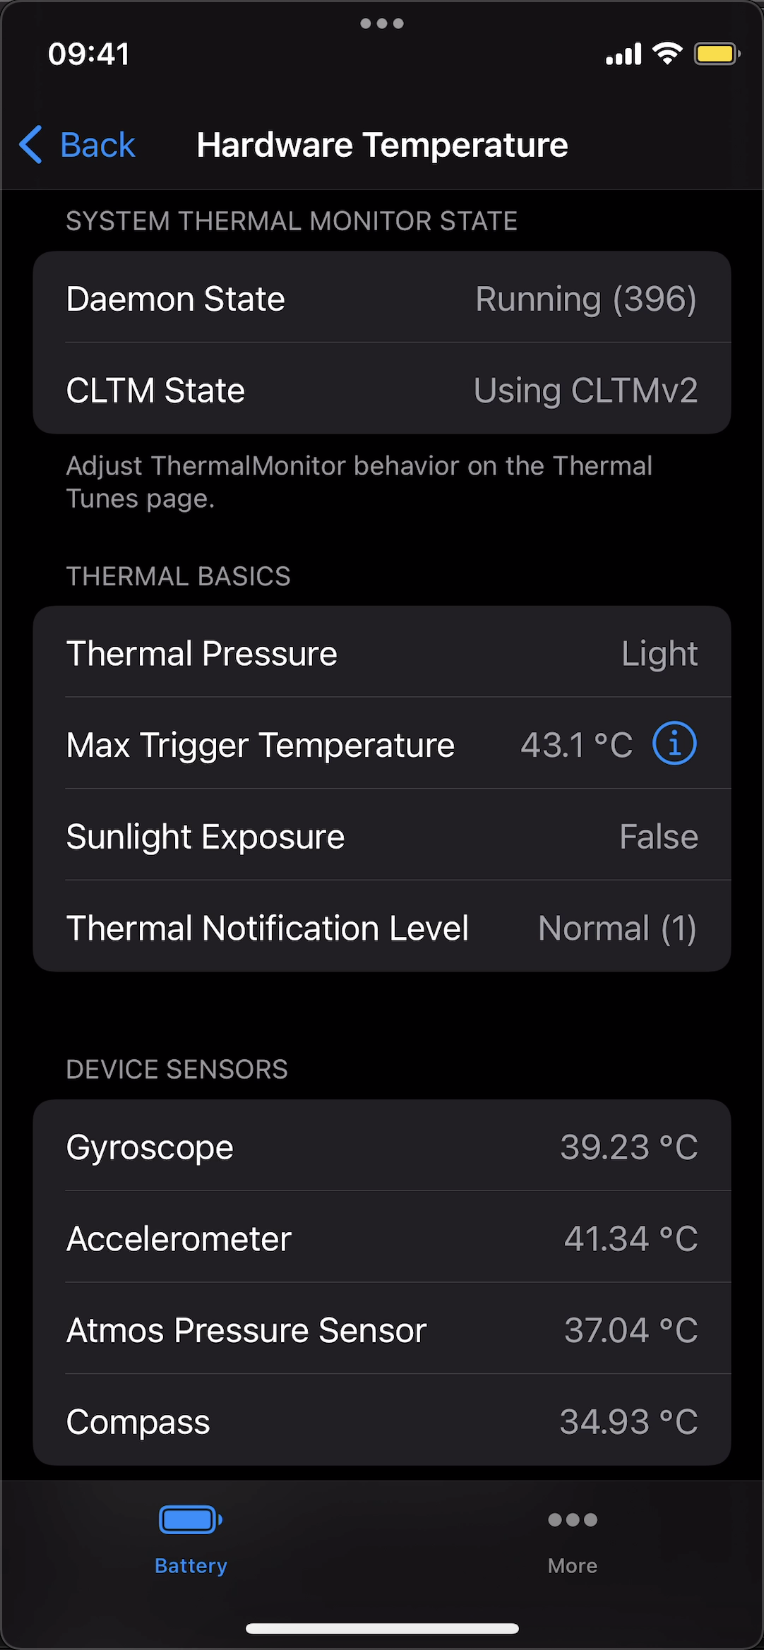 09:41
Back
Hardware Temperature
SYSTEM THERMAL MONITOR STATE
Daemon State Running (396)
CLTM State Using CLTMv2
Adjust ThermalMonitor behavior on the Thermal
Tunes page.
THERMAL BASICS
Thermal Pressure Light
Max Trigger Temperature 43.1 °C
Sunlight Exposure False
Thermal Notification Level Normal (1)
DEVICE SENSORS
Gyroscope 39.23 °C
Accelerometer 41.34 °C
Atmos Pressure Sensor 37.04 °C
Compass 34.93 °C
Battery More